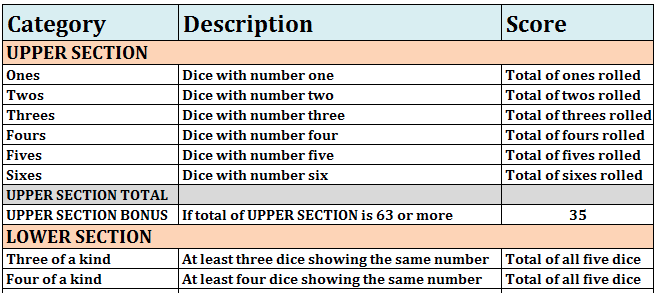 Category Description Score
UPPER SECTION
Ones Dice with number one Total of ones rolled
Twos Dice with number two Total of twos rolled
Threes Dice with number three Total of threes rolled
Fours Dice with number four Total of fours rolled
Fives Dice with number five Total of fives rolled
Sixes Dice with number six Total of sixes rolled
UPPER SECTION TOTAL
UPPER SECTION BONUS If total of UPPER SECTION is 63 or more 35
LOWER SECTION
Three of a kind At least three dice showing the same number Total of all five dice
Four of a kind At least four dice showing the same number Total of all five dice